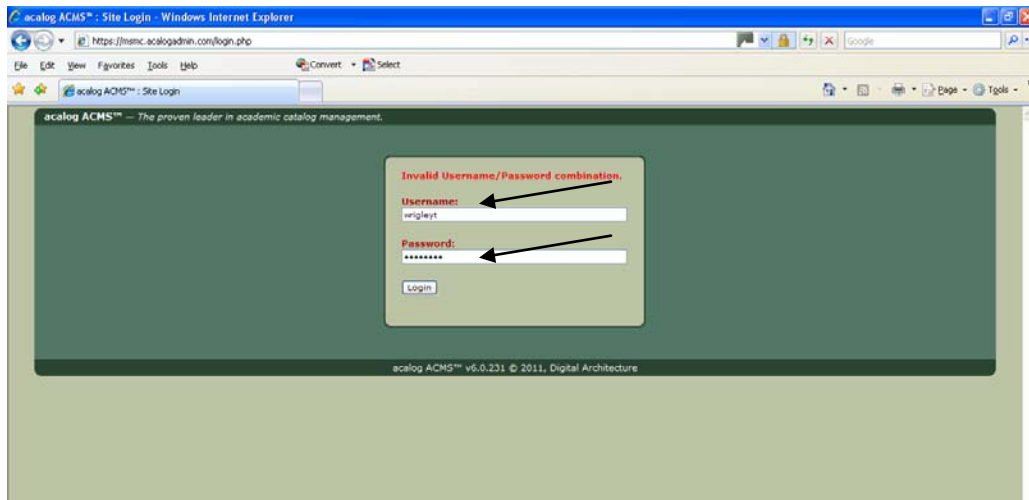 acalog ACMS™ : Site Login - Windows Internet Explorer
https://msmc.acalogadmin.com/login.php
Google
File Edit View Favorites Tools Help
Convert Select
acalog ACMS™ : Site Login
Page Tools
acalog ACMS™ — The proven leader in academic catalog management.
Invalid Username/Password combination.
Username:
wrigleyt
Password:
••••••••
Login
acalog ACMS™ v6.0.231 © 2011, Digital Architecture